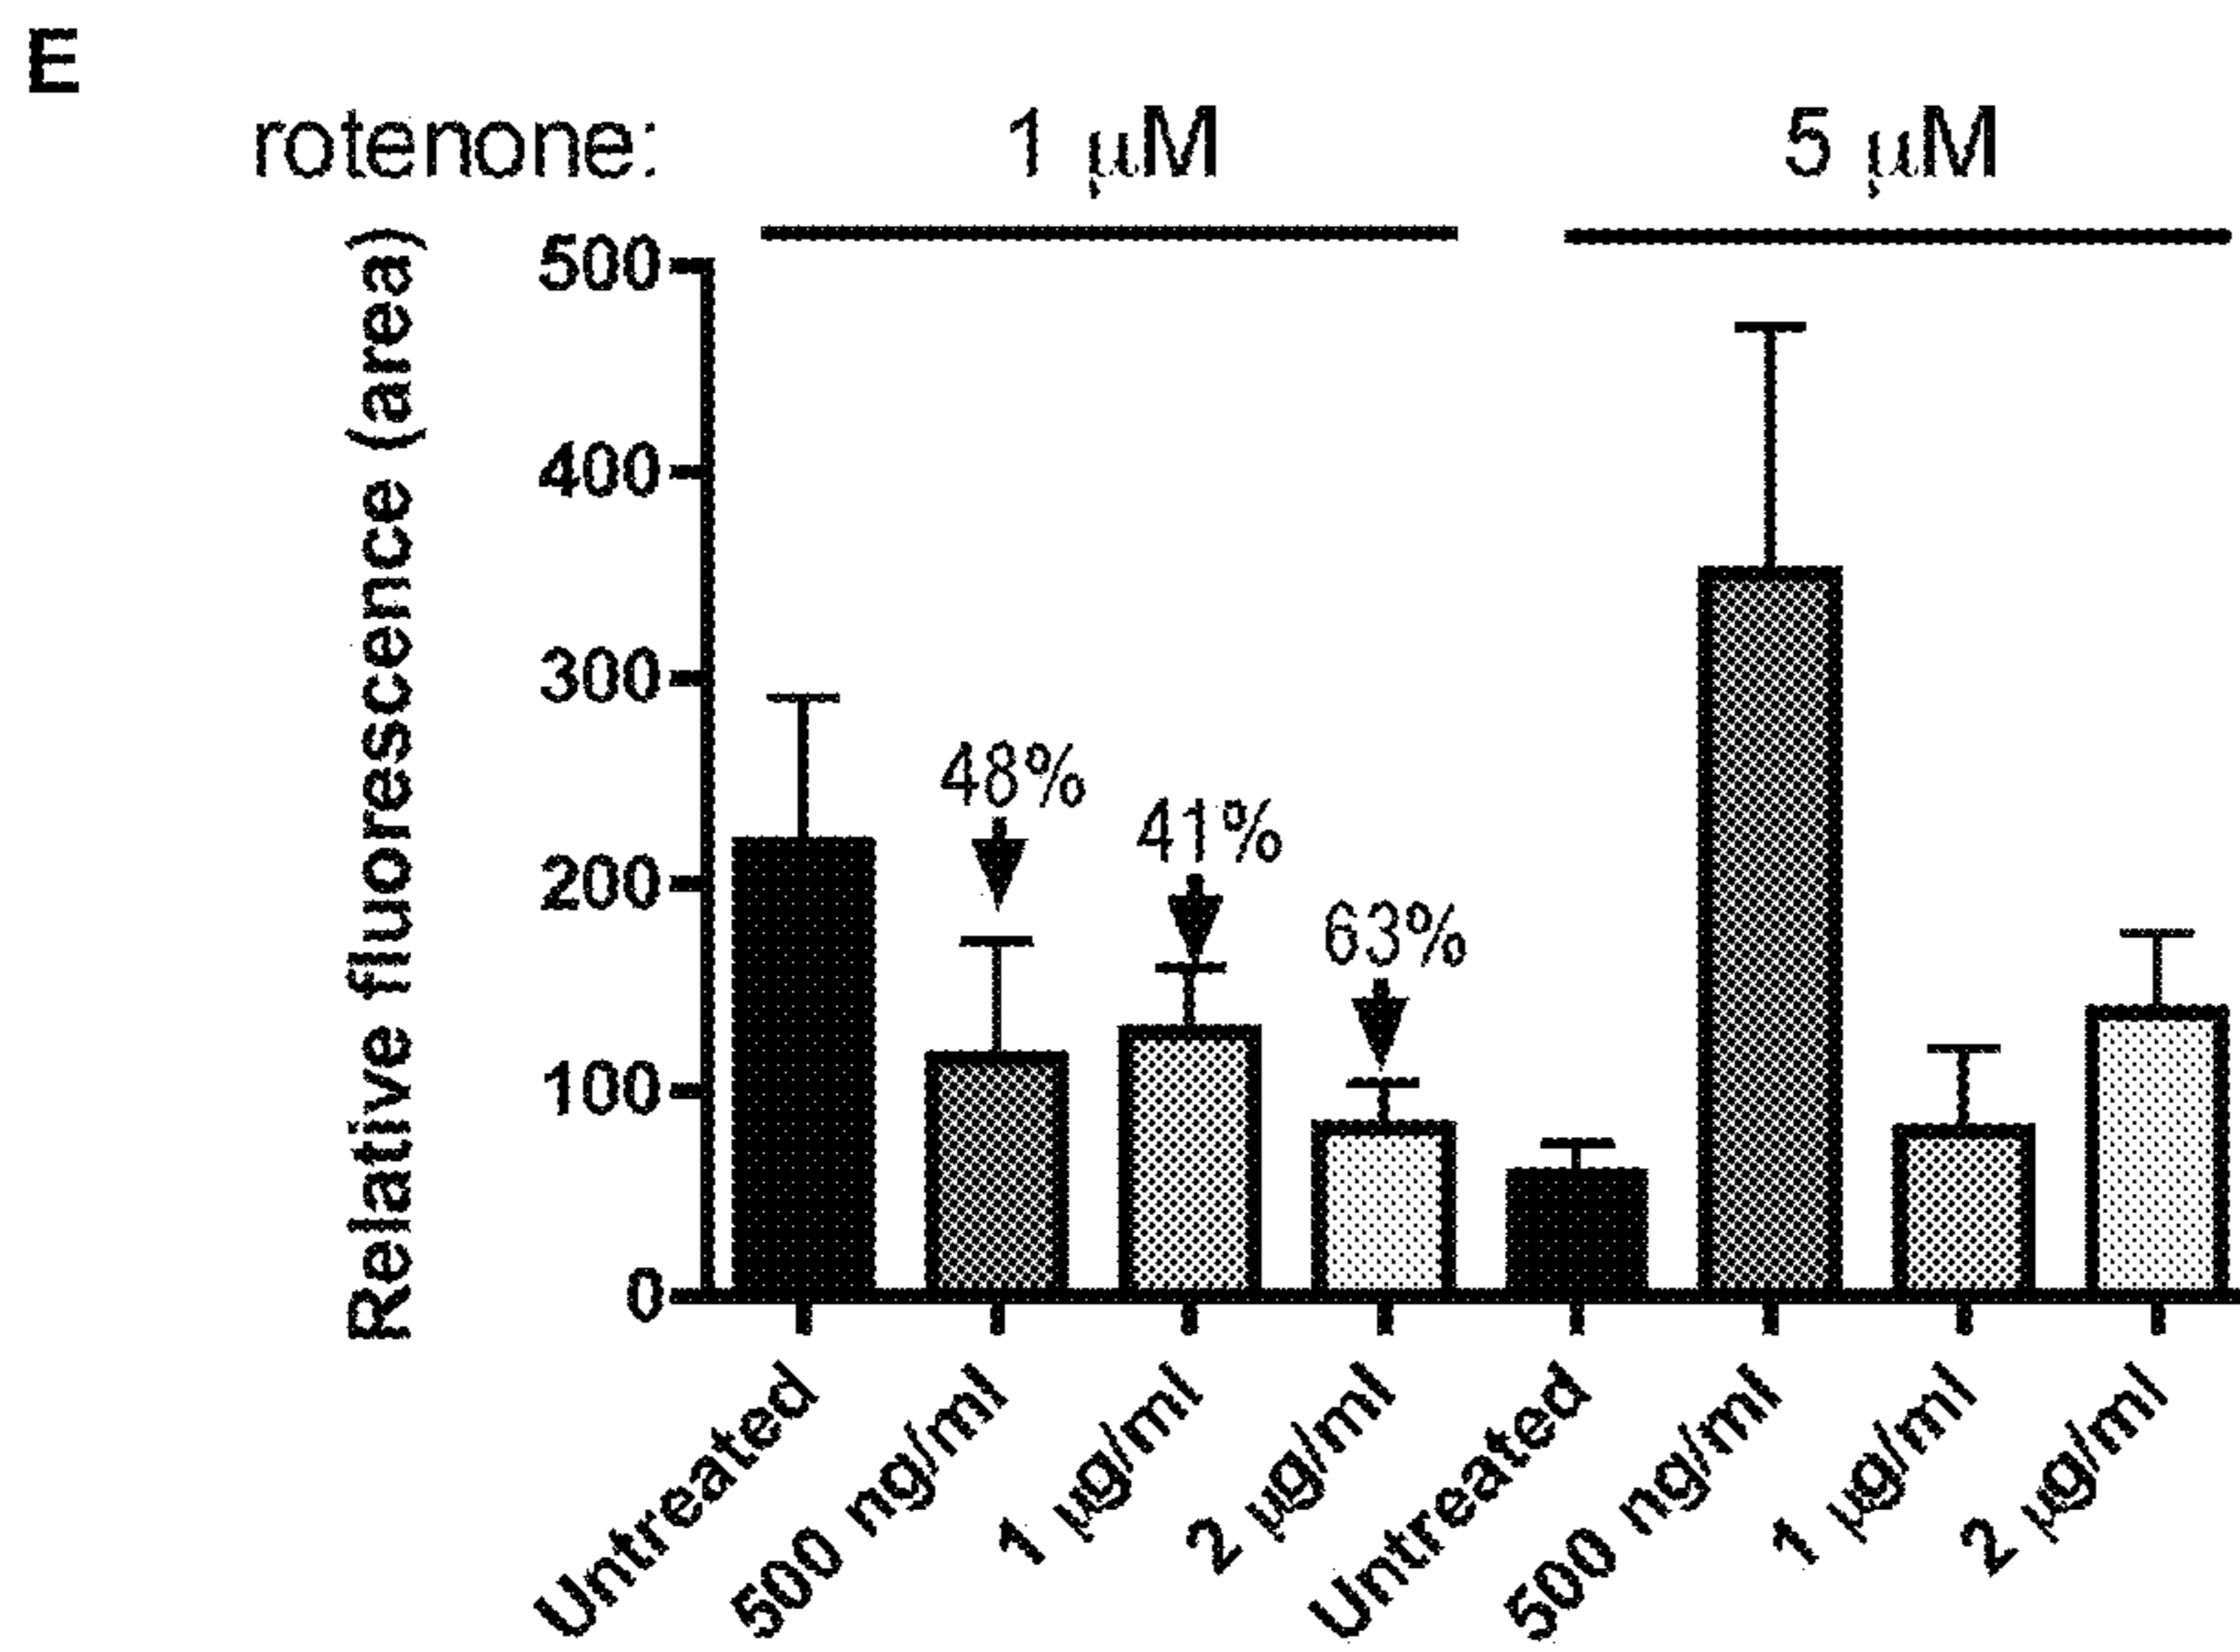 E
rotenone: 1 μM 5 μM
Relative fluorescence (area)
500
400
300
200
100
0
48%
41%
63%
Untreated
500 ng/ml
1 μg/ml
2 μg/ml
Untreated
500 ng/ml
1 μg/ml
2 μg/ml